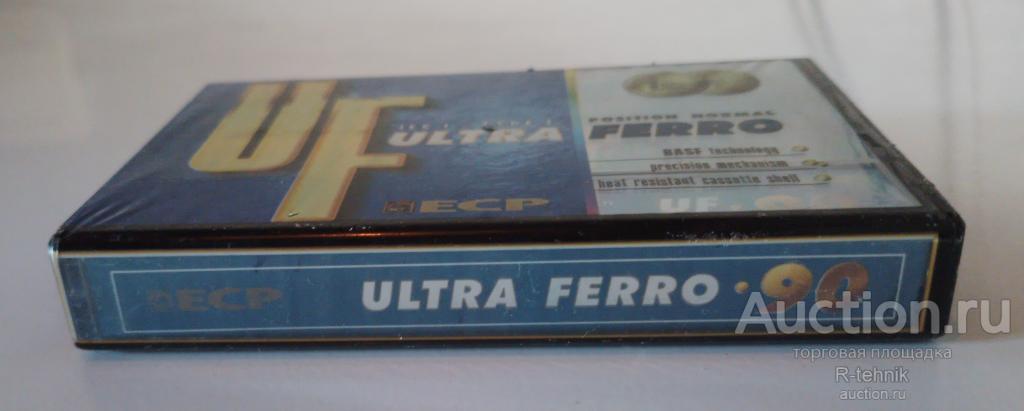 UF
POSITION NORMAL
ULTRA FERRO
BASF Technology
precision mechanism
heat resistant cassette shell
ECP
UF·90
ECP
ULTRA FERRO ·90
Auction.ru
торговая площадка
R-tehnik
auction.ru